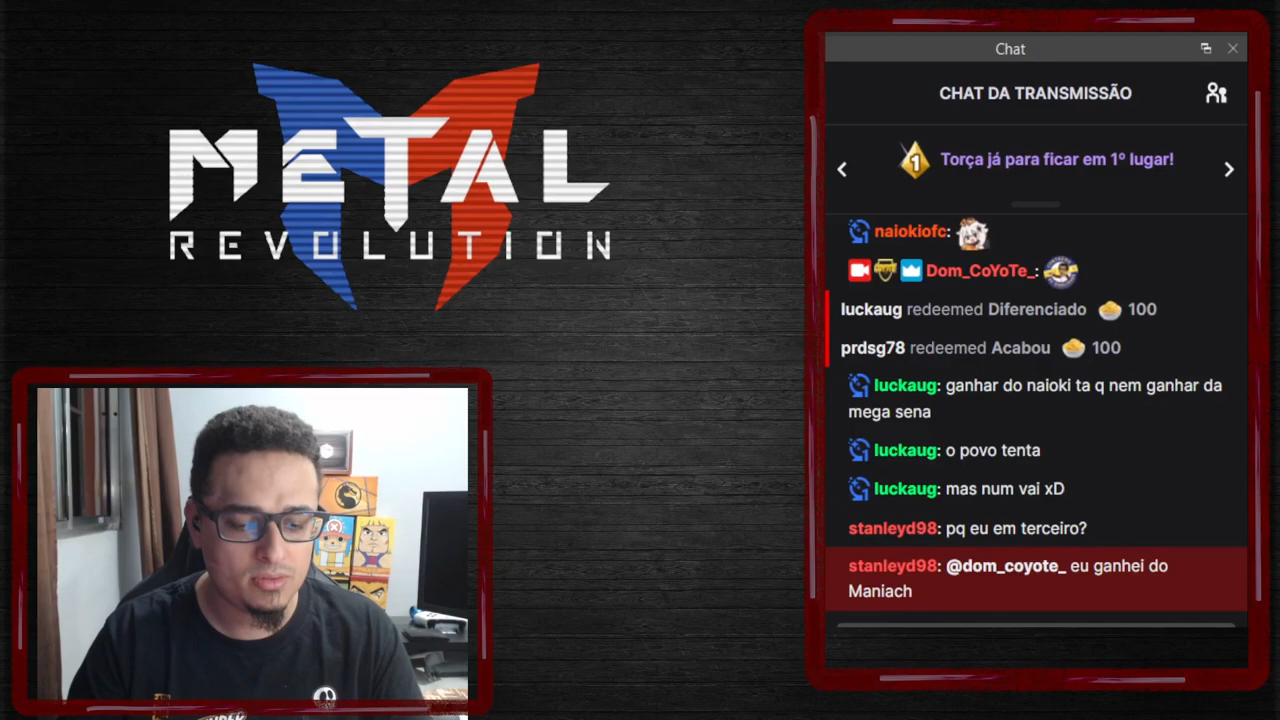 METAL
REVOLUTION
Chat
CHAT DA TRANSMISSÃO
1
Torça já para ficar em 1º lugar!
naiokiofc:
Dom_CoYoTe_:
luckaug redeemed Diferenciado 100
prdsg78 redeemed Acabou 100
luckaug: ganhar do naioki ta q nem ganhar da
mega sena
luckaug: o povo tenta
luckaug: mas num vai xD
stanleyd98: pq eu em terceiro?
stanleyd98: @dom_coyote_ eu ganhei do
Maniach